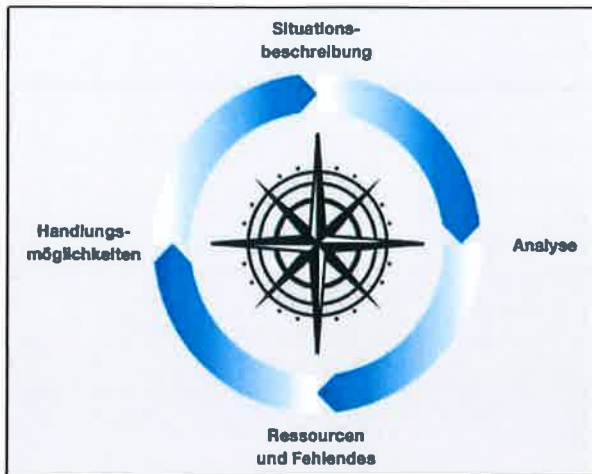 Situations-
beschreibung
Handlungs-
möglichkeiten
Analyse
Ressourcen
und Fehlendes